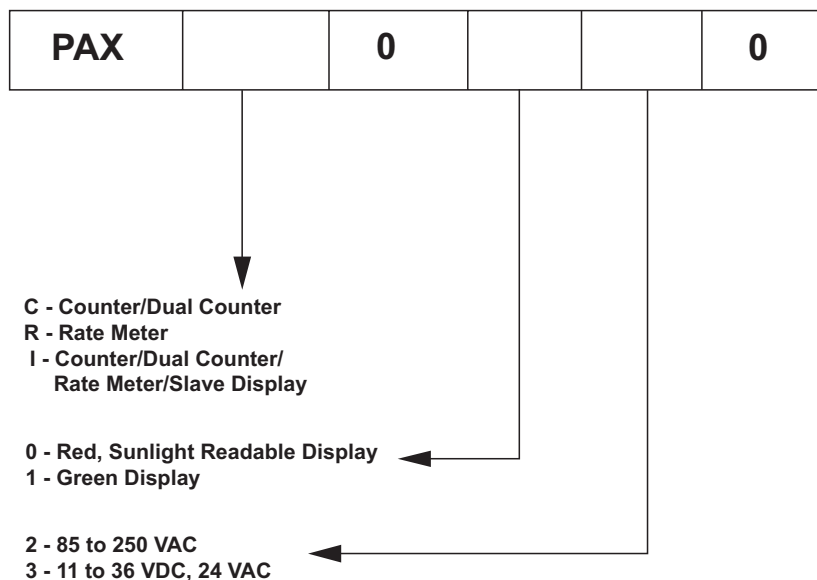 PAX 0 0
C - Counter/Dual Counter
R - Rate Meter
I - Counter/Dual Counter/
Rate Meter/Slave Display
0 - Red, Sunlight Readable Display
1 - Green Display
2 - 85 to 250 VAC
3 - 11 to 36 VDC, 24 VAC